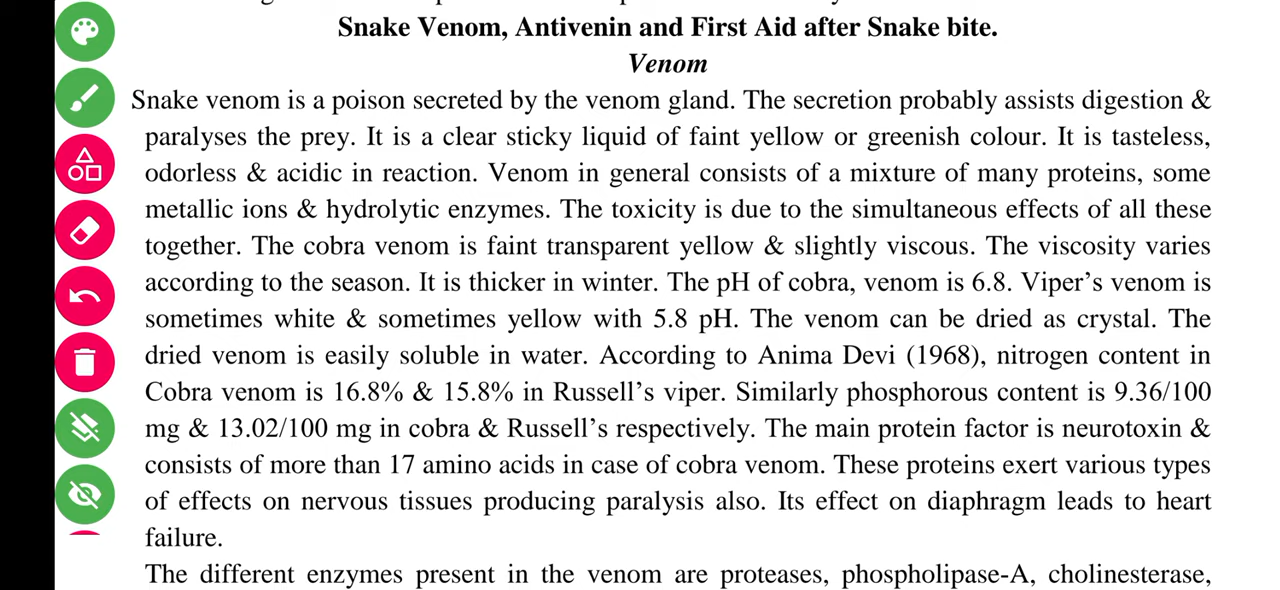 Snake Venom, Antivenin and First Aid after Snake bite.
Venom
Snake venom is a poison secreted by the venom gland. The secretion probably assists digestion &
paralyses the prey. It is a clear sticky liquid of faint yellow or greenish colour. It is tasteless,
odorless & acidic in reaction. Venom in general consists of a mixture of many proteins, some
metallic ions & hydrolytic enzymes. The toxicity is due to the simultaneous effects of all these
together. The cobra venom is faint transparent yellow & slightly viscous. The viscosity varies
according to the season. It is thicker in winter. The pH of cobra, venom is 6.8. Viper’s venom is
sometimes white & sometimes yellow with 5.8 pH. The venom can be dried as crystal. The
dried venom is easily soluble in water. According to Anima Devi (1968), nitrogen content in
Cobra venom is 16.8% & 15.8% in Russell’s viper. Similarly phosphorous content is 9.36/100
mg & 13.02/100 mg in cobra & Russell’s respectively. The main protein factor is neurotoxin &
consists of more than 17 amino acids in case of cobra venom. These proteins exert various types
of effects on nervous tissues producing paralysis also. Its effect on diaphragm leads to heart
failure.
The different enzymes present in the venom are proteases, phospholipase-A, cholinesterase,